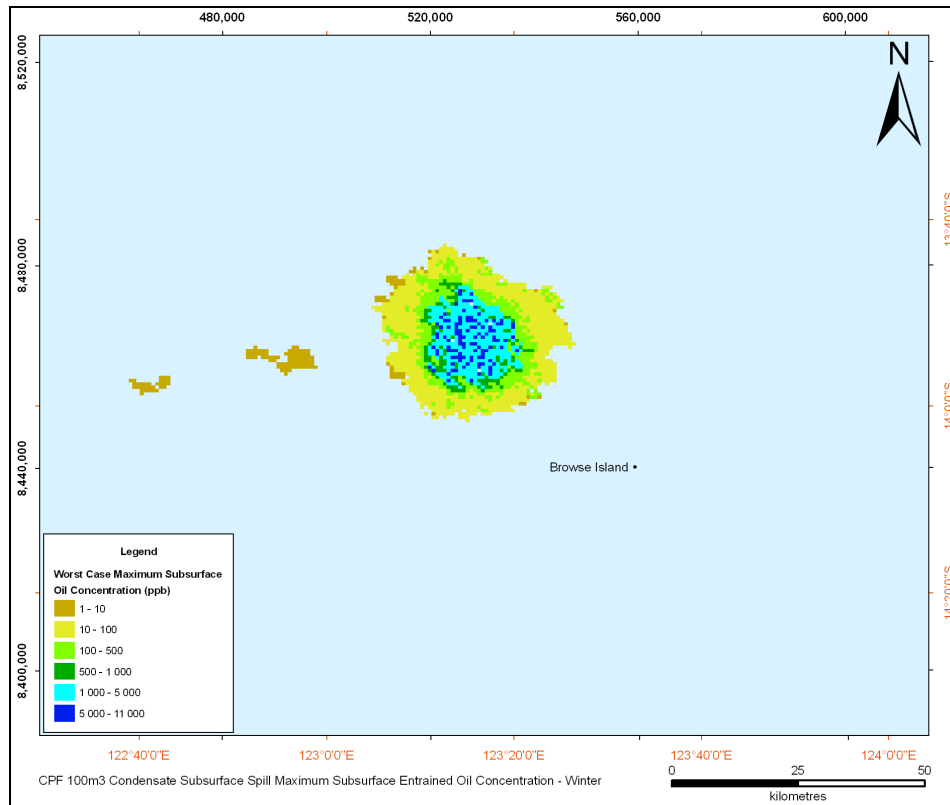 480,000 520,000 560,000 600,000
8,520,000
N
13°40'0"S
8,480,000
14°0'0"S
8,440,000
Browse Island
14°20'0"S
8,400,000
Legend
Worst Case Maximum Subsurface
Oil Concentration (ppb)
1 - 10
10 - 100
100 - 500
500 - 1 000
1 000 - 5 000
5 000 - 11 000
122°40'0"E 123°0'0"E 123°20'0"E 123°40'0"E 124°0'0"E
CPF 100m3 Condensate Subsurface Spill Maximum Subsurface Entrained Oil Concentration - Winter
0 25 50
kilometres